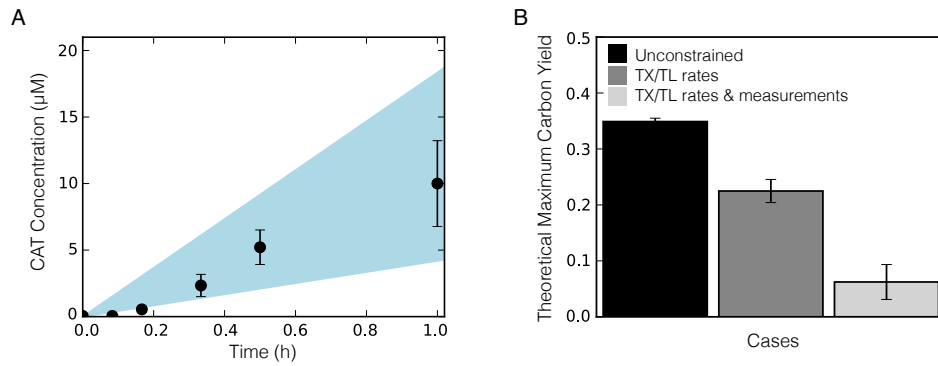 A
CAT Concentration (μM)
20
15
10
5
0
0.0
0.2
0.4
0.6
0.8
1.0
Time (h)
B
Theoretical Maximum Carbon Yield
0.5
0.4
0.3
0.2
0.1
0.0
Unconstrained
TX/TL rates
TX/TL rates & measurements
Cases